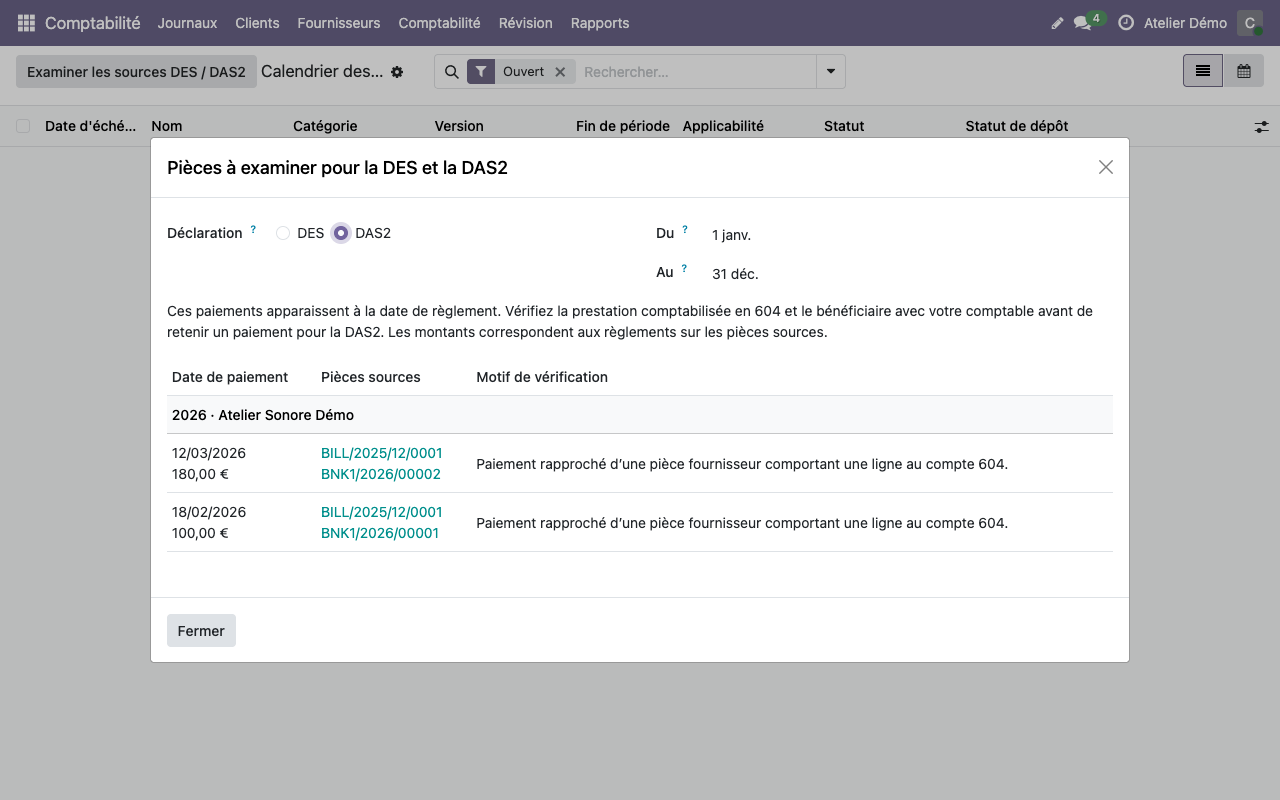 Comptabilité Journaux Clients Fournisseurs Comptabilité Révision Rapports 4 Atelier Démo C
Examiner les sources DES / DAS2 Calendrier des... Ouvert Rechercher...
Date d'éché... Nom Catégorie Version Fin de période Applicabilité Statut Statut de dépôt
Pièces à examiner pour la DES et la DAS2
Déclaration ? DES DAS2 Du ? 1 janv.
Au ? 31 déc.
Ces paiements apparaissent à la date de règlement. Vérifiez la prestation comptabilisée en 604 et le bénéficiaire avec votre comptable avant de
retenir un paiement pour la DAS2. Les montants correspondent aux règlements sur les pièces sources.
Date de paiement Pièces sources Motif de vérification
2026 · Atelier Sonore Démo
12/03/2026 BILL/2025/12/0001
Paiement rapproché d’une pièce fournisseur comportant une ligne au compte 604.
180,00 € BNK1/2026/00002
18/02/2026 BILL/2025/12/0001
Paiement rapproché d’une pièce fournisseur comportant une ligne au compte 604.
100,00 € BNK1/2026/00001
Fermer